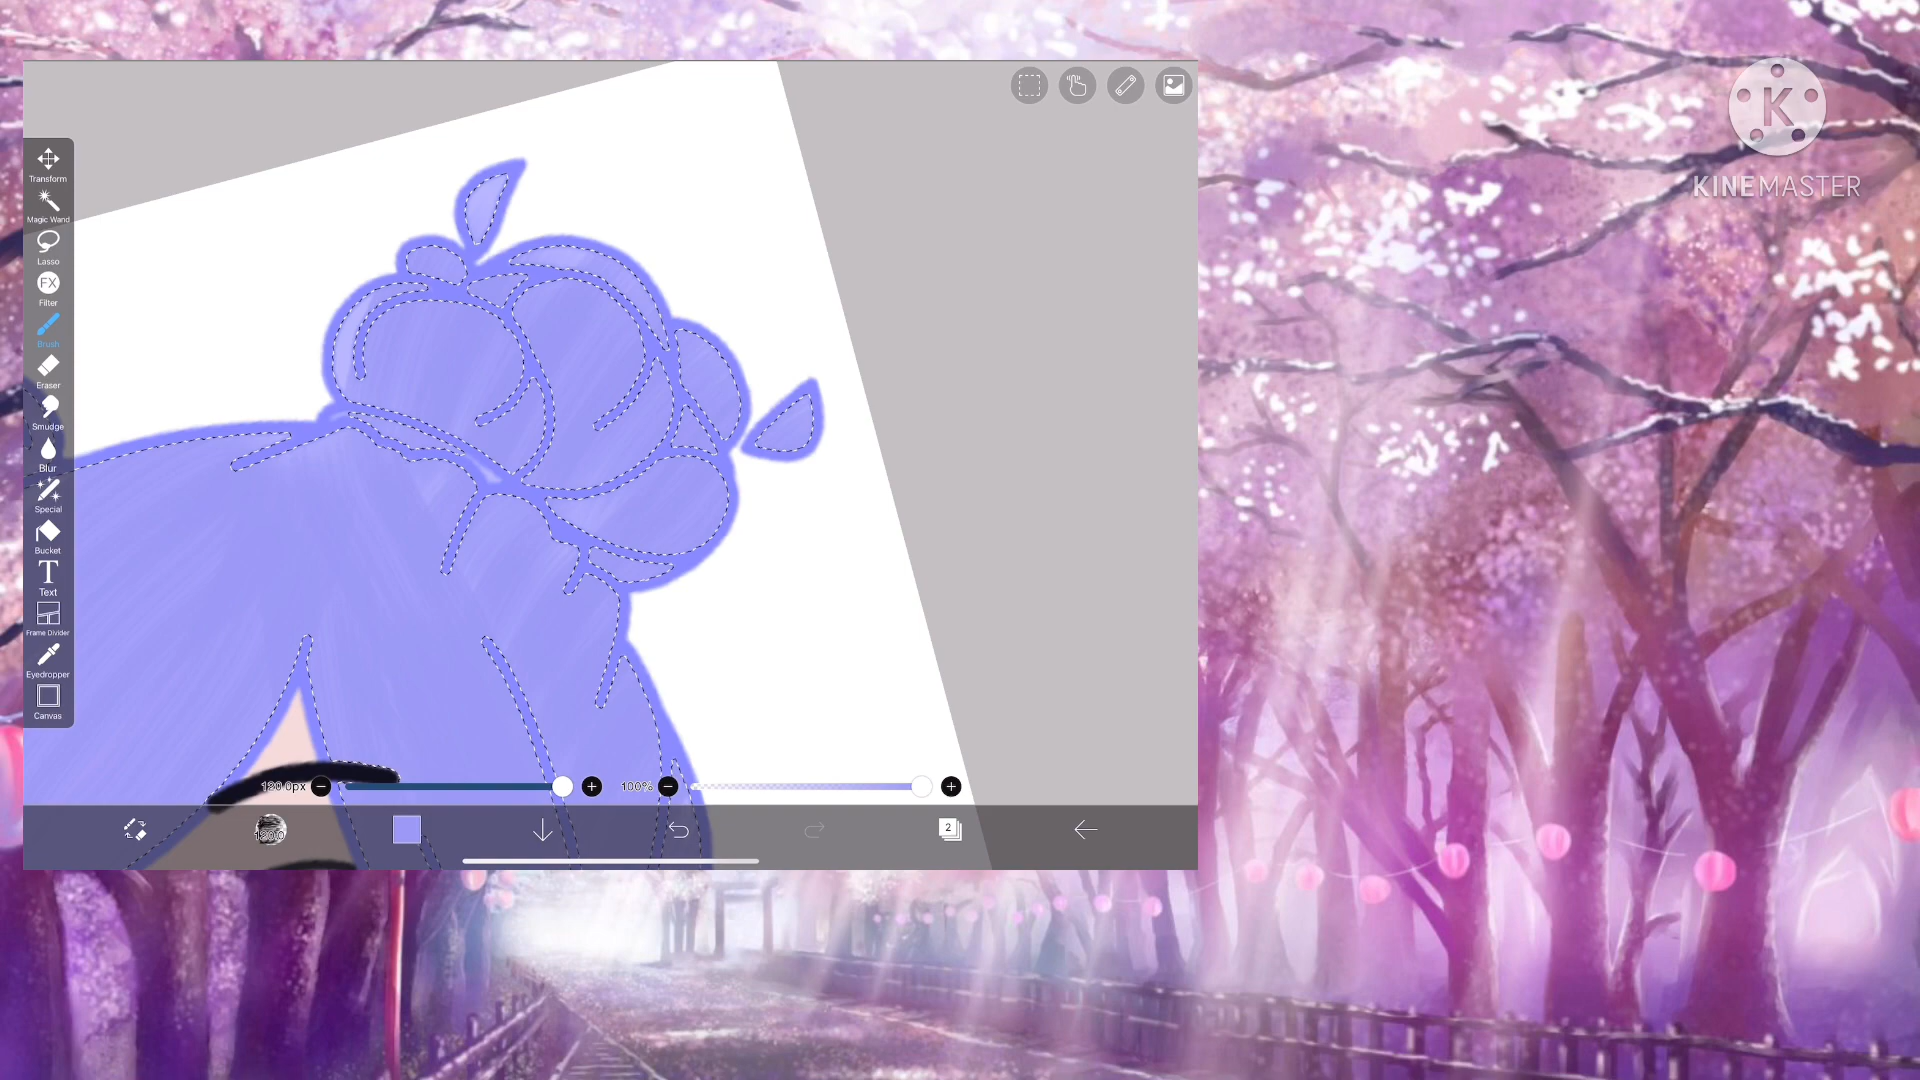 K
KINEMASTER
Transform
Magic Wand
Lasso
FX
Filter
Brush
Eraser
Smudge
Blur
Special
Bucket
T
Text
Frame Divider
Eyedropper
Canvas
100%
2